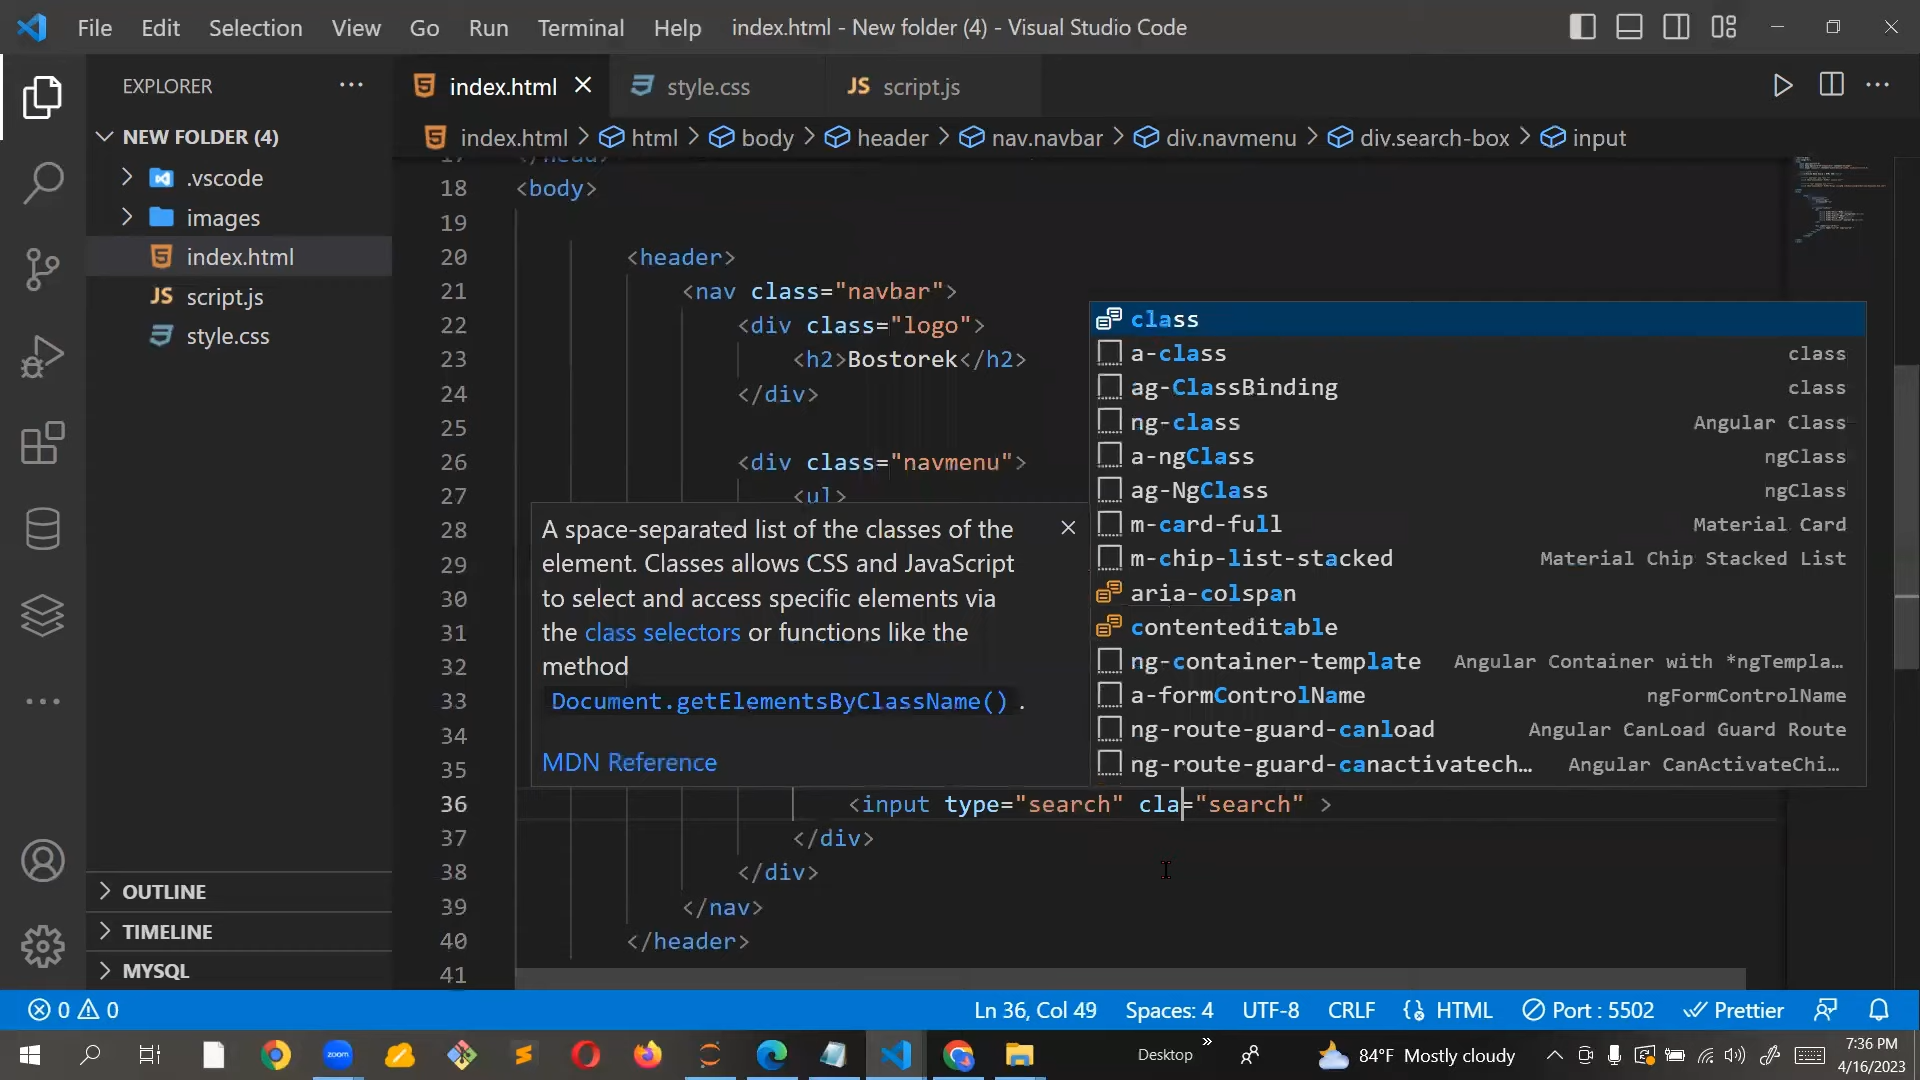 File Edit Selection View Go Run Terminal Help index.html - New folder (4) - Visual Studio Code
EXPLORER
index.html
style.css
JS script.js
NEW FOLDER (4)
index.html > html > body > header > nav.navbar > div.navmenu > div.search-box > input
.vscode
images
index.html
JS script.js
style.css
OUTLINE
TIMELINE
MYSQL
18 <body>
19
20 <header>
21 <nav class="navbar">
22 <div class="logo">
23 <h2>Bostorek</h2>
24 </div>
25
26 <div class="navmenu">
27 <ul>
28
29
30
31
32
33
34
35
36 <input type="search" cla="search" >
37 </div>
38 </div>
39 </nav>
40 </header>
41
A space-separated list of the classes of the
element. Classes allows CSS and JavaScript
to select and access specific elements via
the class selectors or functions like the
method
Document.getElementsByClassName() .
MDN Reference
class
a-class class
ag-ClassBinding class
ng-class Angular Class
a-ngClass ngClass
ag-NgClass ngClass
m-card-full Material Card
m-chip-list-stacked Material Chip Stacked List
aria-colspan
contenteditable
ng-container-template Angular Container with *ngTempla…
a-formControlName ngFormControlName
ng-route-guard-canload Angular CanLoad Guard Route
ng-route-guard-canactivatech… Angular CanActivateChi…
0 0 Ln 36, Col 49 Spaces: 4 UTF-8 CRLF HTML Port : 5502 Prettier
zoom Desktop 84°F Mostly cloudy
7:36 PM
4/16/2023